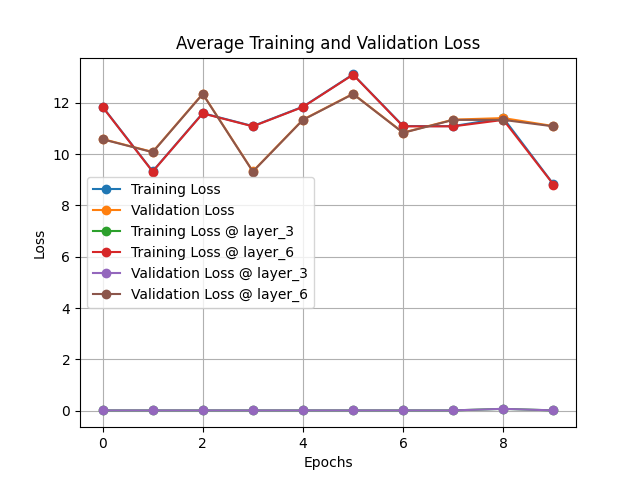 Average Training and Validation Loss
12
10
8
6
4
2
0
Loss
Training Loss
Validation Loss
Training Loss @ layer_3
Training Loss @ layer_6
Validation Loss @ layer_3
Validation Loss @ layer_6
0 2 4 6 8
Epochs